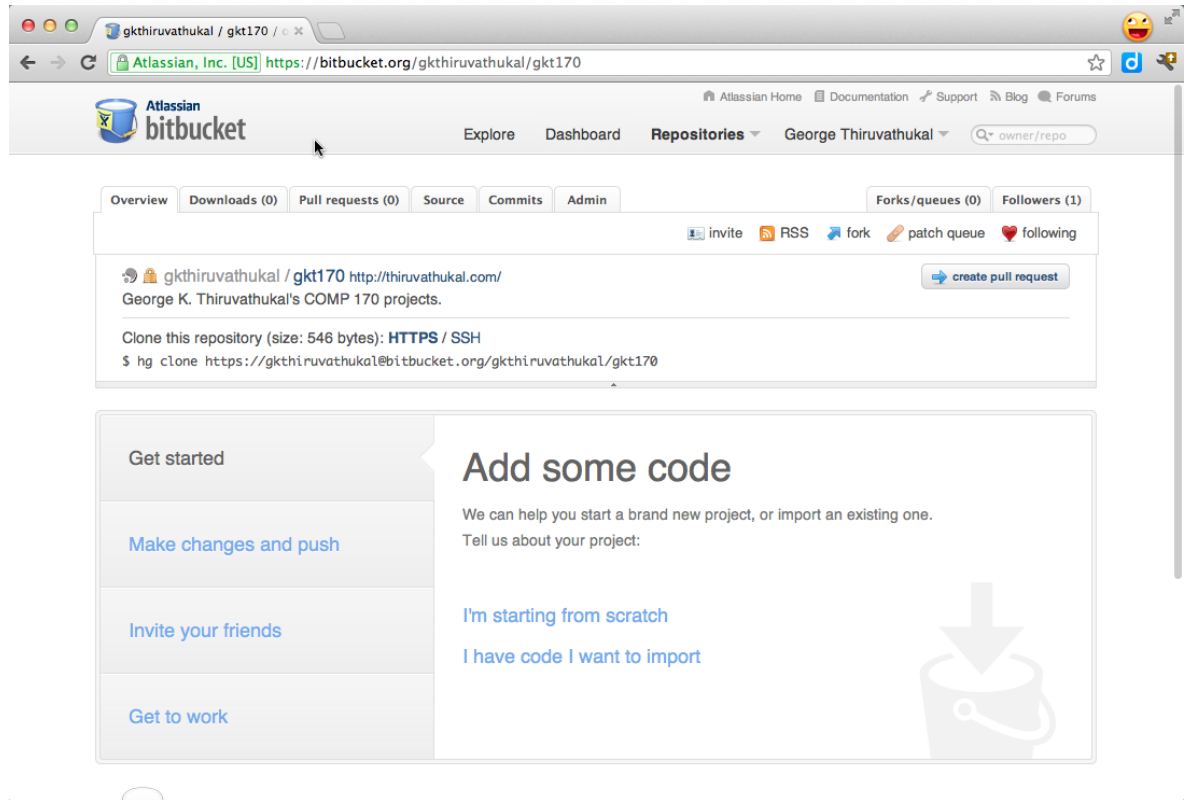 gkthiruvathukal / gkt170 /
Atlassian, Inc. [US] https://bitbucket.org/gkthiruvathukal/gkt170
Atlassian Home Documentation Support Blog Forums
Atlassian
bitbucket
Explore Dashboard Repositories George Thiruvathukal owner/repo
Overview Downloads (0) Pull requests (0) Source Commits Admin Forks/queues (0) Followers (1)
invite RSS fork patch queue following
gkthiruvathukal / gkt170 http://thiruvathukal.com/ create pull request
George K. Thiruvathukal's COMP 170 projects.
Clone this repository (size: 546 bytes): HTTPS / SSH
$ hg clone https://gkthiruvathukal@bitbucket.org/gkthiruvathukal/gkt170
Get started
Make changes and push
Invite your friends
Get to work
Add some code
We can help you start a brand new project, or import an existing one.
Tell us about your project:
I'm starting from scratch
I have code I want to import